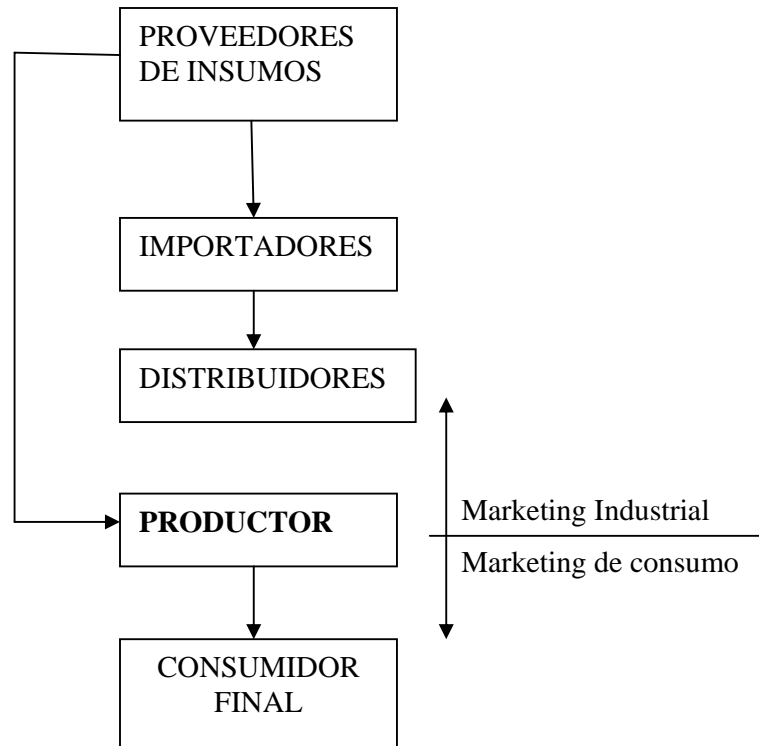 PROVEEDORES
DE INSUMOS
IMPORTADORES
DISTRIBUIDORES
PRODUCTOR
Marketing Industrial
Marketing de consumo
CONSUMIDOR
FINAL